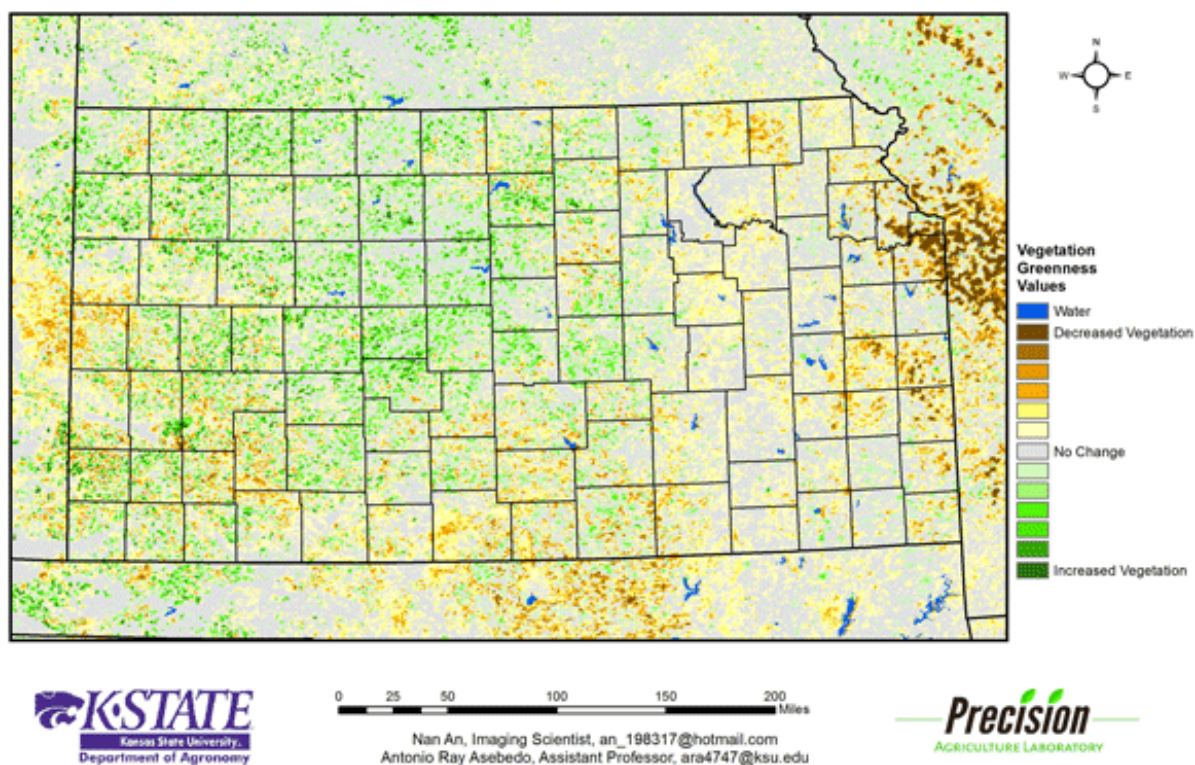 N
W
E
S
Vegetation
Greenness
Values
Water
Decreased Vegetation
No Change
Increased Vegetation
K-STATE
Kansas State University
Department of Agronomy
0 25 50 100 150 200
Miles
Nan An, Imaging Scientist, an_198317@hotmail.com
Antonio Ray Asebedo, Assistant Professor, ara4747@ksu.edu
Precision
AGRICULTURE LABORATORY